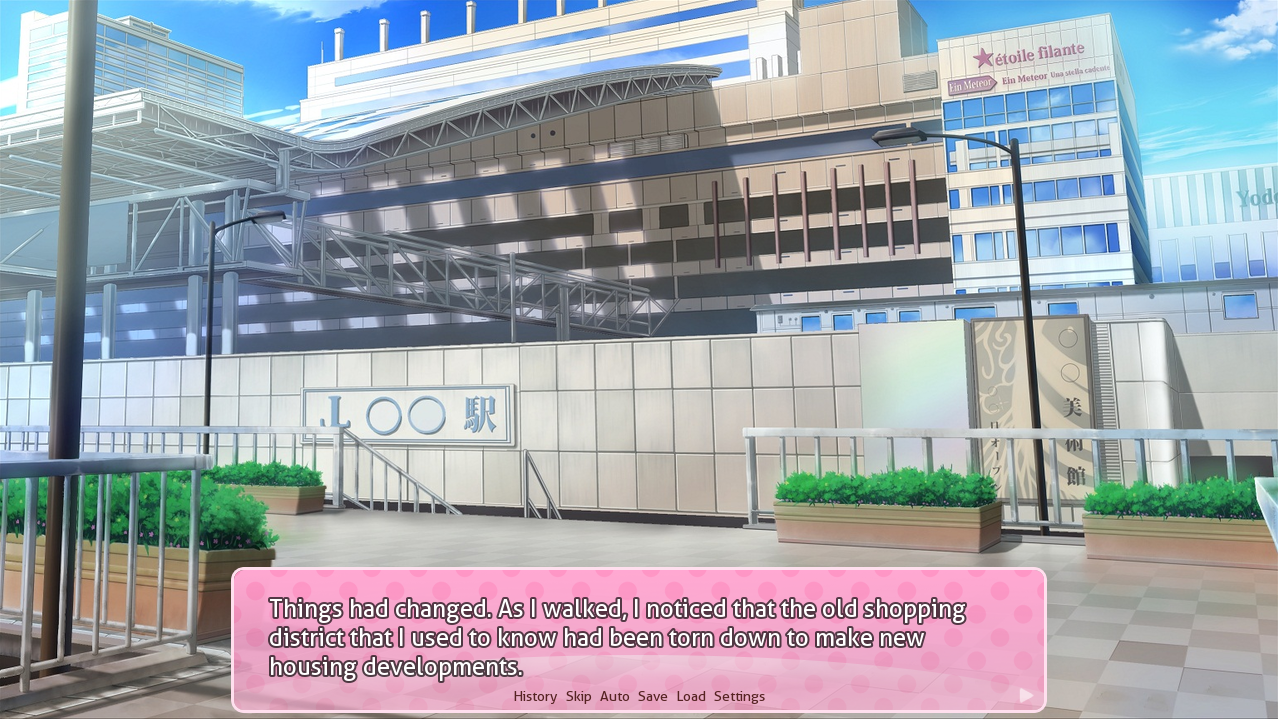 étoile filante
Ein Meteor
Ein Meteor Una stella cadente
Yod
J ○○ 駅
○○美術館
Things had changed. As I walked, I noticed that the old shopping
district that I used to know had been torn down to make new
housing developments.
History Skip Auto Save Load Settings